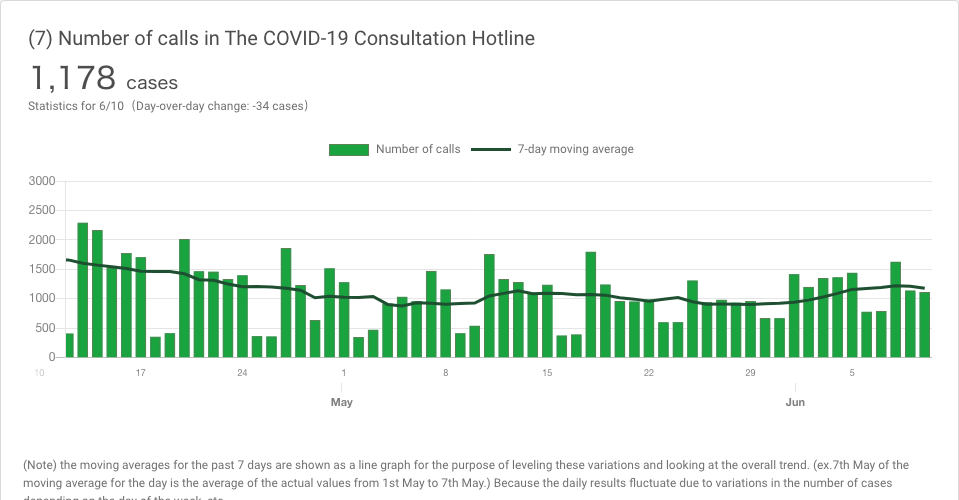 (7) Number of calls in The COVID-19 Consultation Hotline
1,178 cases
Statistics for 6/10 (Day-over-day change: -34 cases)
Number of calls 7-day moving average
3000
2500
2000
1500
1000
500
0
10 17 24 1 8 15 22 29 5
May Jun
(Note) the moving averages for the past 7 days are shown as a line graph for the purpose of leveling these variations and looking at the overall trend. (ex.7th May of the
moving average for the day is the average of the actual values from 1st May to 7th May.) Because the daily results fluctuate due to variations in the number of cases
depending on the day of the week, etc.